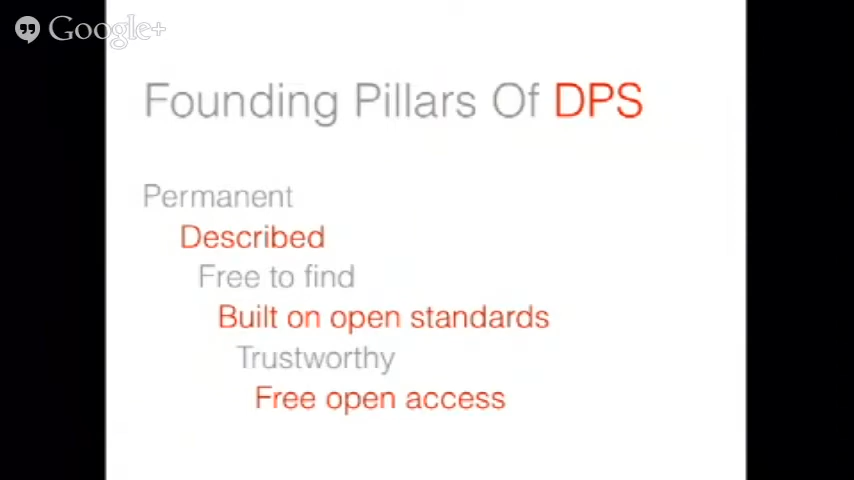 Google+
Founding Pillars Of DPS
Permanent
Described
Free to find
Built on open standards
Trustworthy
Free open access